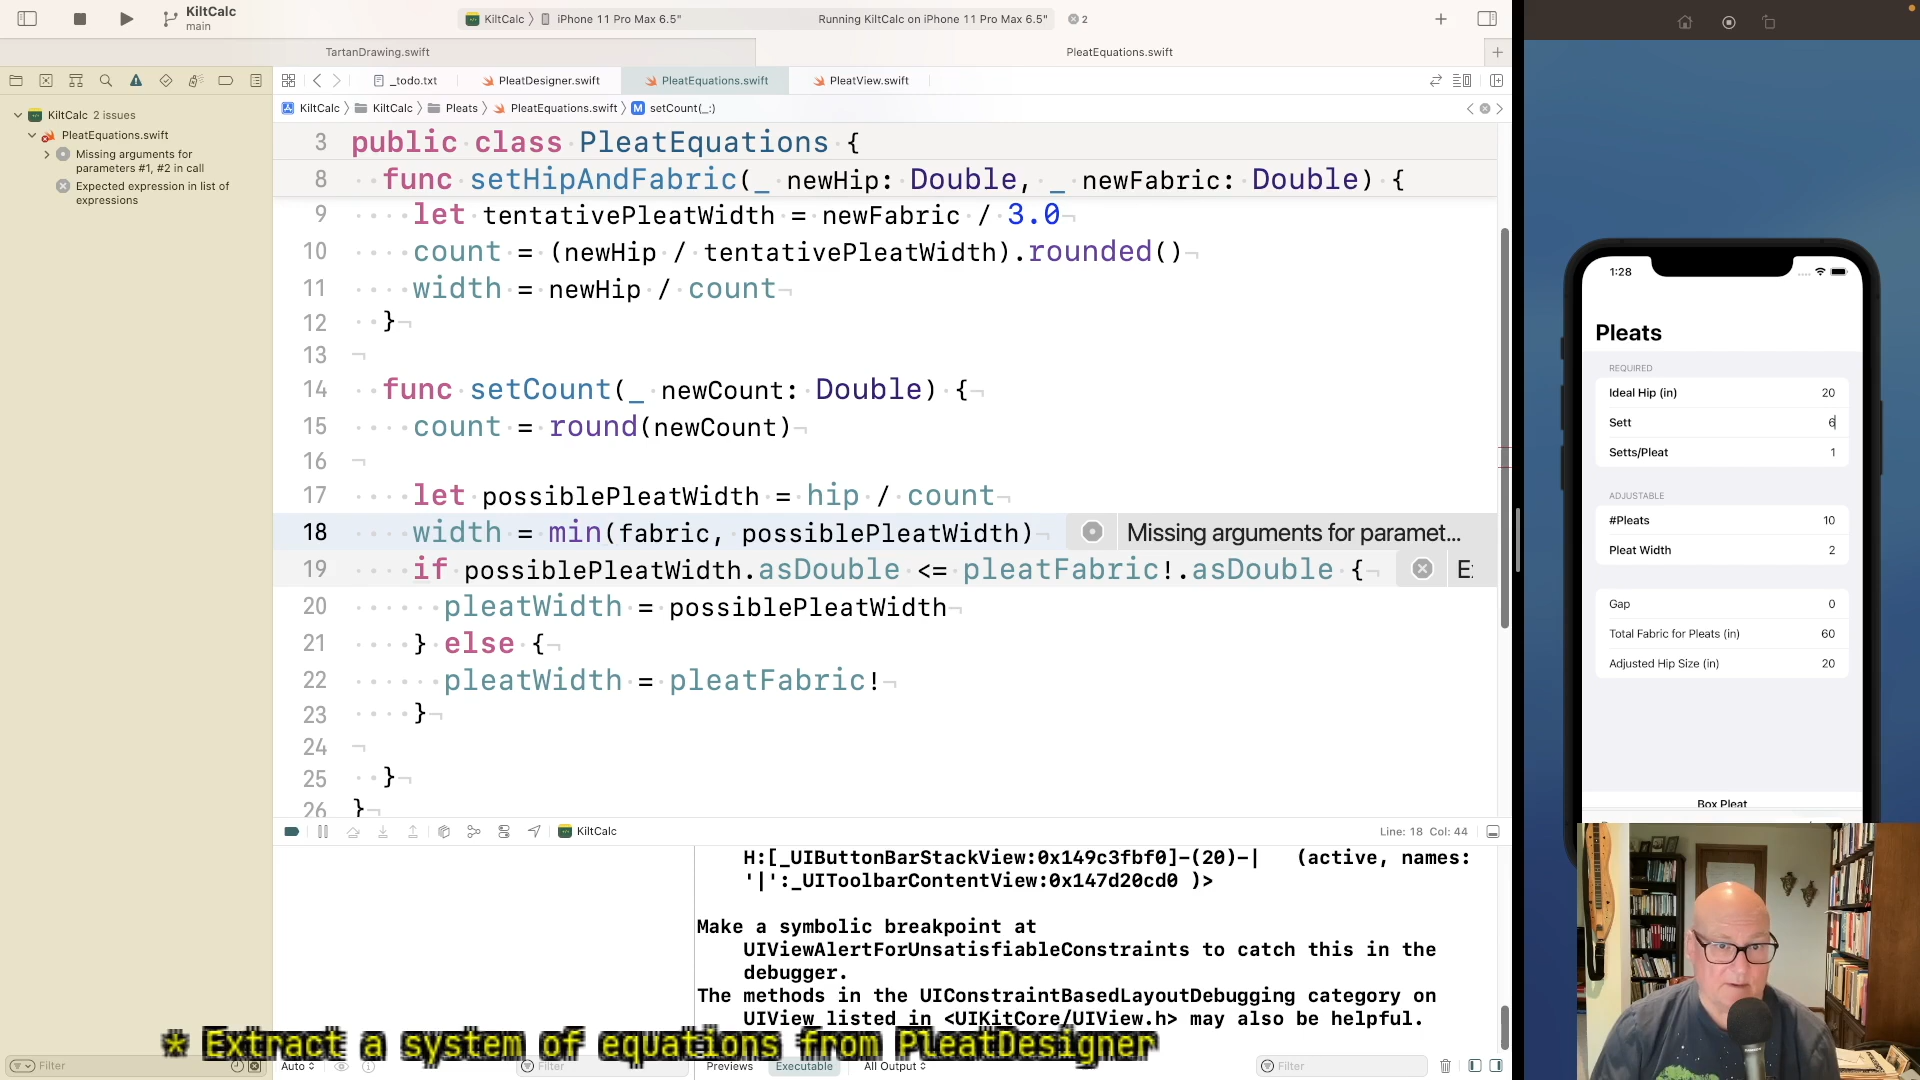 KiltCalc
main
KiltCalc
iPhone 11 Pro Max 6.5"
Running KiltCalc on iPhone 11 Pro Max 6.5"
2
TartanDrawing.swift
PleatEquations.swift
_todo.txt
PleatDesigner.swift
PleatEquations.swift
PleatView.swift
KiltCalc 2 issues
PleatEquations.swift
Missing arguments for
parameters #1, #2 in call
Expected expression in list of
expressions
KiltCalc
KiltCalc
Pleats
PleatEquations.swift
M
setCount(_:)
3 public class PleatEquations {
8 func setHipAndFabric(_ newHip: Double, _ newFabric: Double) {
9 let tentativePleatWidth = newFabric / 3.0
10 count = (newHip / tentativePleatWidth).rounded()
11 width = newHip / count
12 }
13
14 func setCount(_ newCount: Double) {
15 count = round(newCount)
16
17 let possiblePleatWidth = hip / count
18 width = min(fabric, possiblePleatWidth)
Missing arguments for paramet...
19 if possiblePleatWidth.asDouble <= pleatFabric!.asDouble {
20 pleatWidth = possiblePleatWidth
21 } else {
22 pleatWidth = pleatFabric!
23 }
24
25 }
26 }
KiltCalc
Line: 18 Col: 44
H:[_UIButtonBarStackView:0x149c3fbf0]-(20)-| (active, names:
'|':_UIToolbarContentView:0x147d20cd0 )>
Make a symbolic breakpoint at
UIViewAlertForUnsatisfiableConstraints to catch this in the
debugger.
The methods in the UIConstraintBasedLayoutDebugging category on
UIView listed in <UIKitCore/UIView.h> may also be helpful.
* Extract a system of equations from PleatDesigner
Filter
Auto
Filter
Previews
Executable
All Output
Filter
1:28
Pleats
REQUIRED
Ideal Hip (in) 20
Sett 6
Setts/Pleat 1
ADJUSTABLE
#Pleats 10
Pleat Width 2
Gap 0
Total Fabric for Pleats (in) 60
Adjusted Hip Size (in) 20
Box Pleat